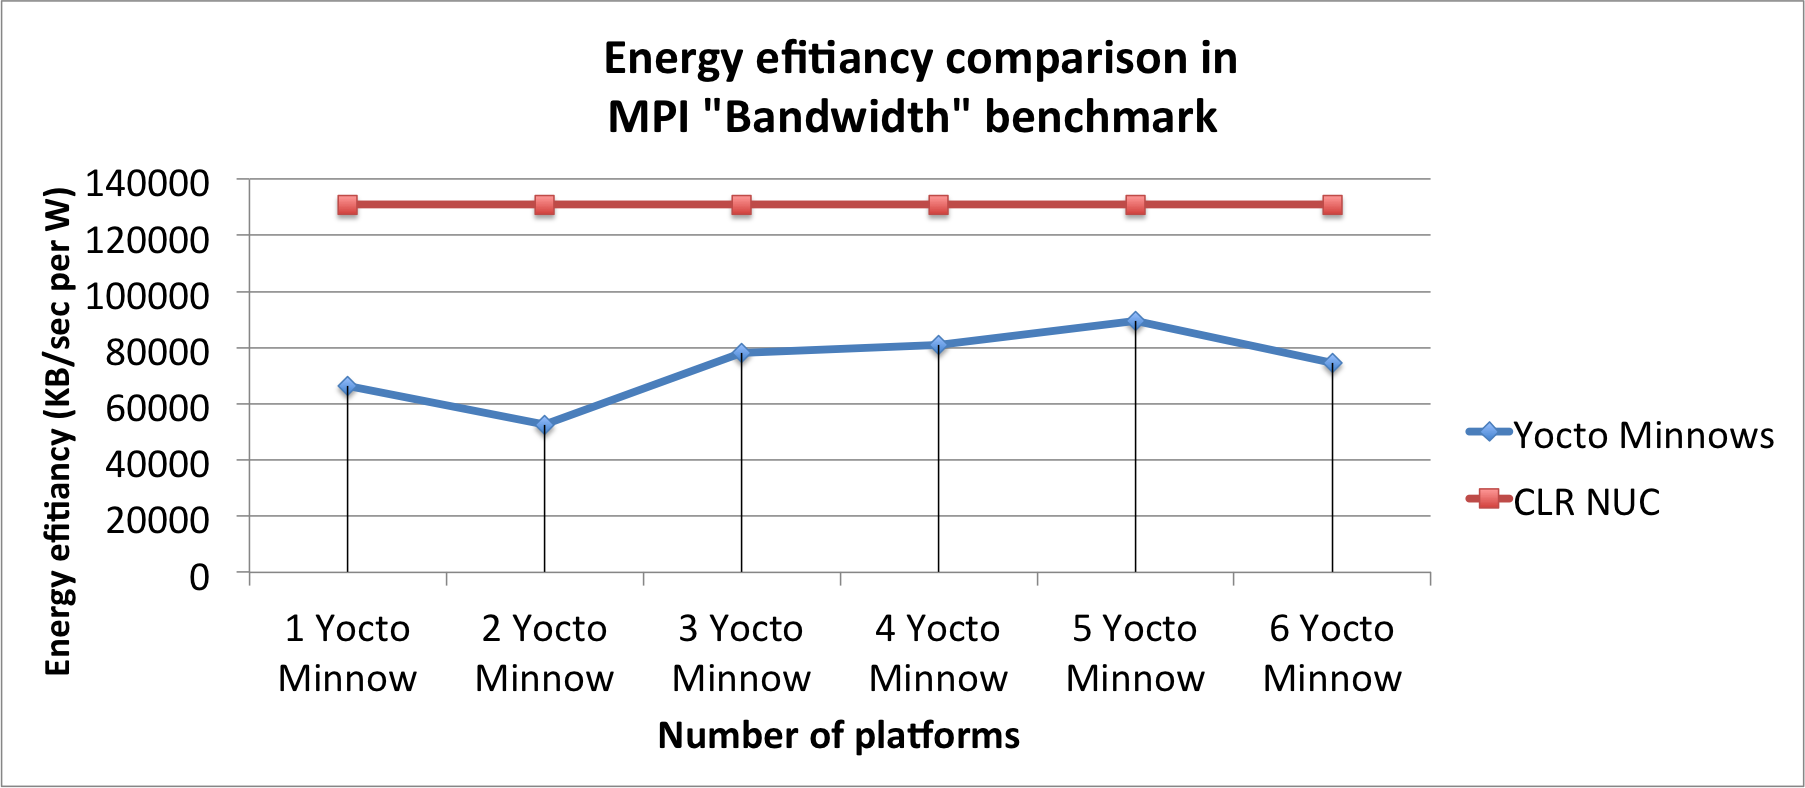 Energy efitiancy comparison in
MPI "Bandwidth" benchmark
Energy efitiancy (KB/sec per W)
140000
120000
100000
80000
60000
40000
20000
0
1 Yocto
Minnow
2 Yocto
Minnow
3 Yocto
Minnow
4 Yocto
Minnow
5 Yocto
Minnow
6 Yocto
Minnow
Number of platforms
Yocto Minnows
CLR NUC